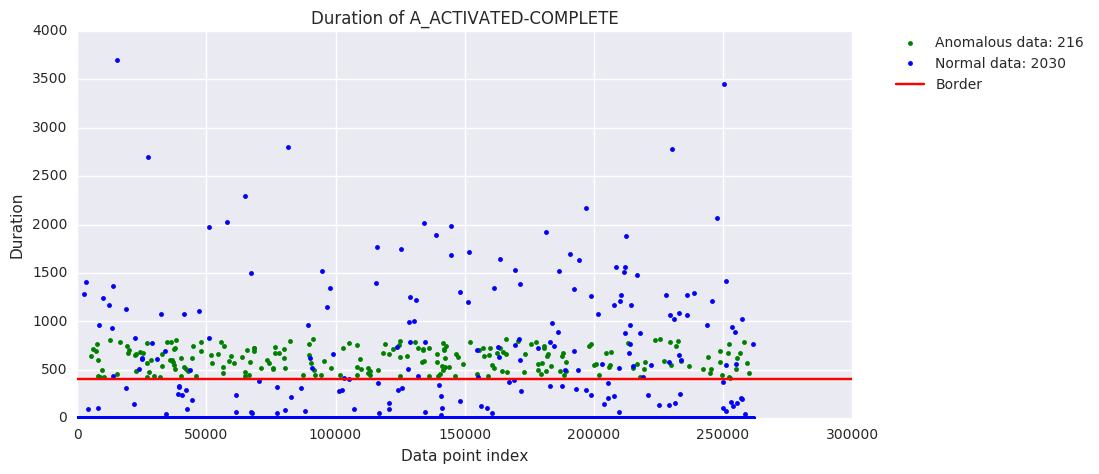 Duration of A_ACTIVATED-COMPLETE
4000
3500
3000
2500
2000
1500
1000
500
0
Duration
0 50000 100000 150000 200000 250000 300000
Data point index
Anomalous data: 216
Normal data: 2030
Border